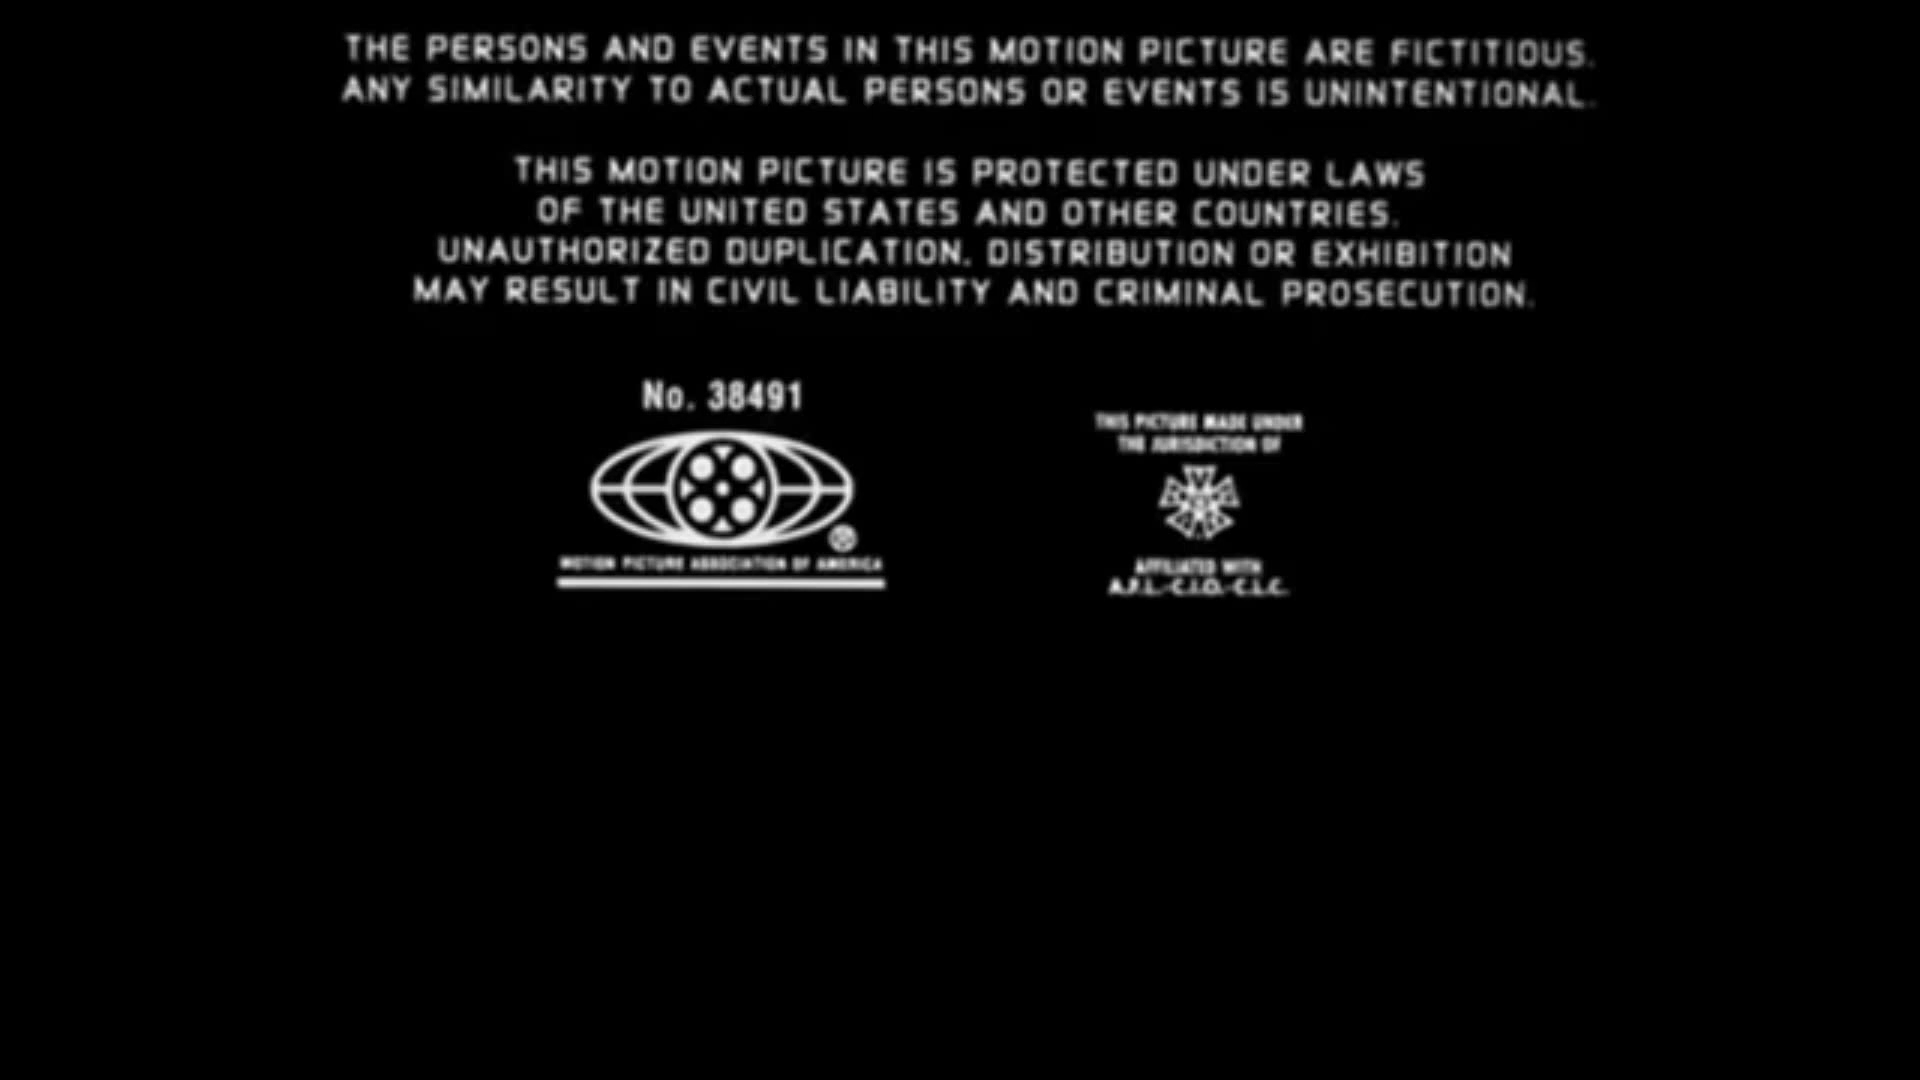 THE PERSONS AND EVENTS IN THIS MOTION PICTURE ARE FICTITIOUS.
ANY SIMILARITY TO ACTUAL PERSONS OR EVENTS IS UNINTENTIONAL.
THIS MOTION PICTURE IS PROTECTED UNDER LAWS
OF THE UNITED STATES AND OTHER COUNTRIES.
UNAUTHORIZED DUPLICATION, DISTRIBUTION OR EXHIBITION
MAY RESULT IN CIVIL LIABILITY AND CRIMINAL PROSECUTION.
No. 38491
MOTION PICTURE ASSOCIATION OF AMERICA
®
THIS PICTURE MADE UNDER
THE JURISDICTION OF
AFFILIATED WITH
A.F.L.-C.I.O.-C.L.C.